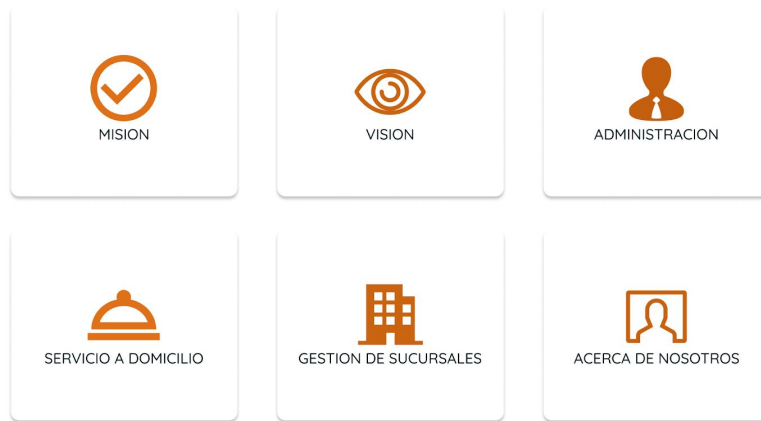 MISION
VISION
ADMINISTRACION
SERVICIO A DOMICILIO
GESTION DE SUCURSALES
ACERCA DE NOSOTROS